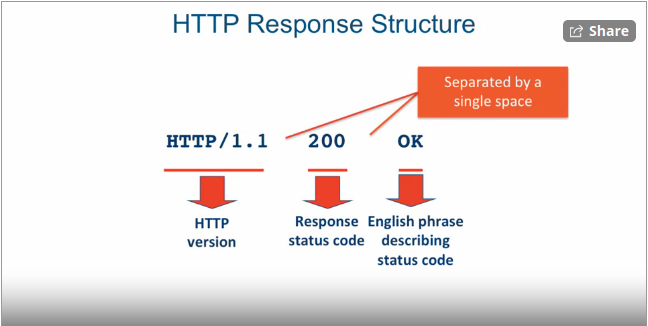 HTTP Response Structure
Share
Separated by a
single space
HTTP/1.1 200 OK
HTTP
version
Response
status code
English phrase
describing
status code